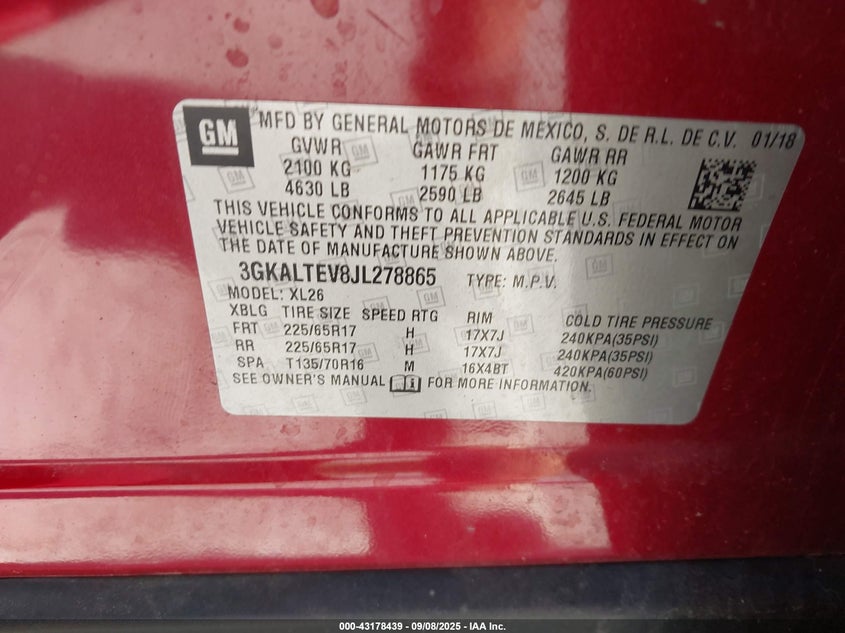 GM
MFD BY GENERAL MOTORS DE MEXICO, S. DE R.L. DE C.V. 01/18
GVWR GAWR FRT GAWR RR
2100 KG 1175 KG 1200 KG
4630 LB 2590 LB 2645 LB
THIS VEHICLE CONFORMS TO ALL APPLICABLE U.S. FEDERAL MOTOR
VEHICLE SAFETY AND THEFT PREVENTION STANDARDS IN EFFECT ON
THE DATE OF MANUFACTURE SHOWN ABOVE.
3GKALTEV8JL278865 TYPE: M.P.V.
MODEL: XL26
XBLG TIRE SIZE SPEED RTG RIM COLD TIRE PRESSURE
FRT 225/65R17 H 17X7J 240KPA(35PSI)
RR 225/65R17 H 17X7J 240KPA(35PSI)
SPA T135/70R16 M 16X4BT 420KPA(60PSI)
SEE OWNER'S MANUAL FOR MORE INFORMATION.
000-43178439 - 09/08/2025 - IAA Inc.